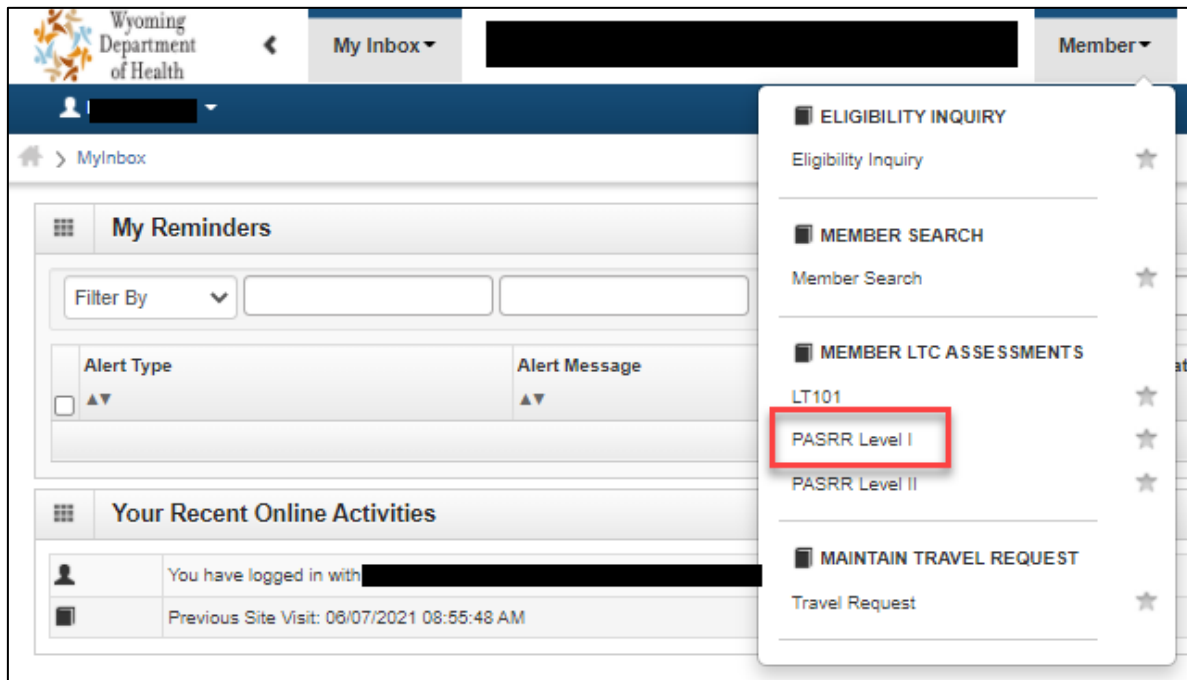 Wyoming
Department
of Health
My Inbox
Member
MyInbox
My Reminders
Filter By
Alert Type
Alert Message
Your Recent Online Activities
You have logged in with
Previous Site Visit: 06/07/2021 08:55:48 AM
ELIGIBILITY INQUIRY
Eligibility Inquiry
MEMBER SEARCH
Member Search
MEMBER LTC ASSESSMENTS
LT101
PASRR Level I
PASRR Level II
MAINTAIN TRAVEL REQUEST
Travel Request